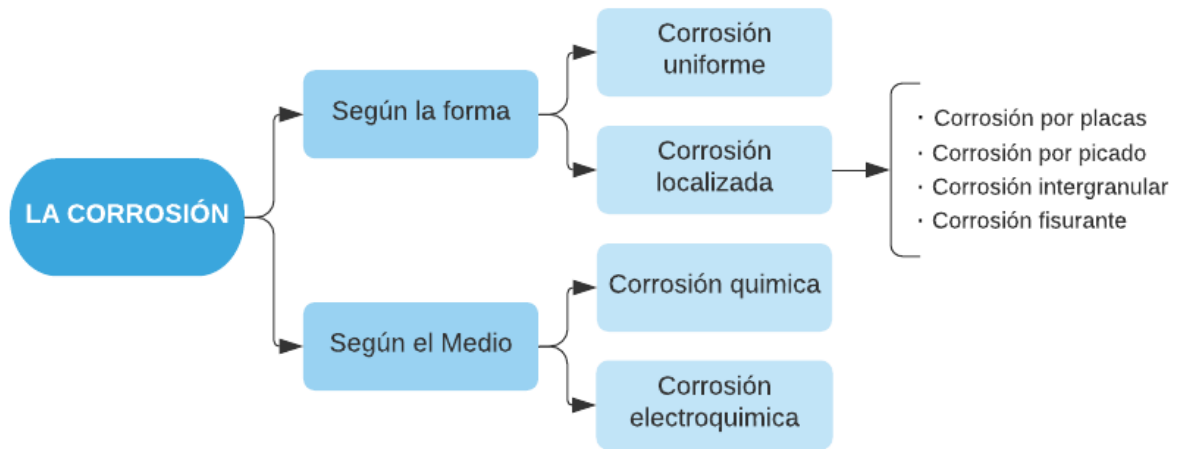 LA CORROSIÓN
Según la forma
Corrosión
uniforme
Corrosión
localizada
· Corrosión por placas
· Corrosión por picado
· Corrosión intergranular
· Corrosión fisurante
Según el Medio
Corrosión quimica
Corrosión
electroquimica